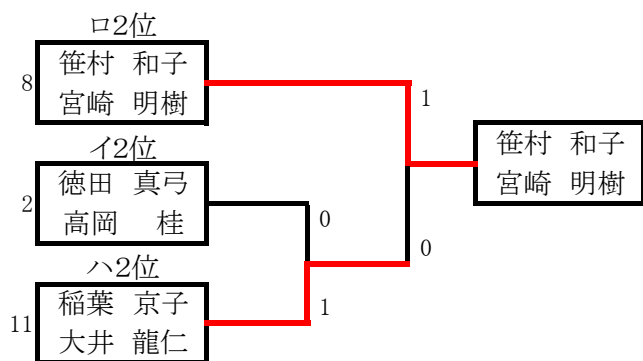 ロ2位
8
笹村 和子
宮崎 明樹
1
笹村 和子
宮崎 明樹
イ2位
2
徳田 真弓
高岡 桂
0
0
ハ2位
11
稲葉 京子
大井 龍仁
1